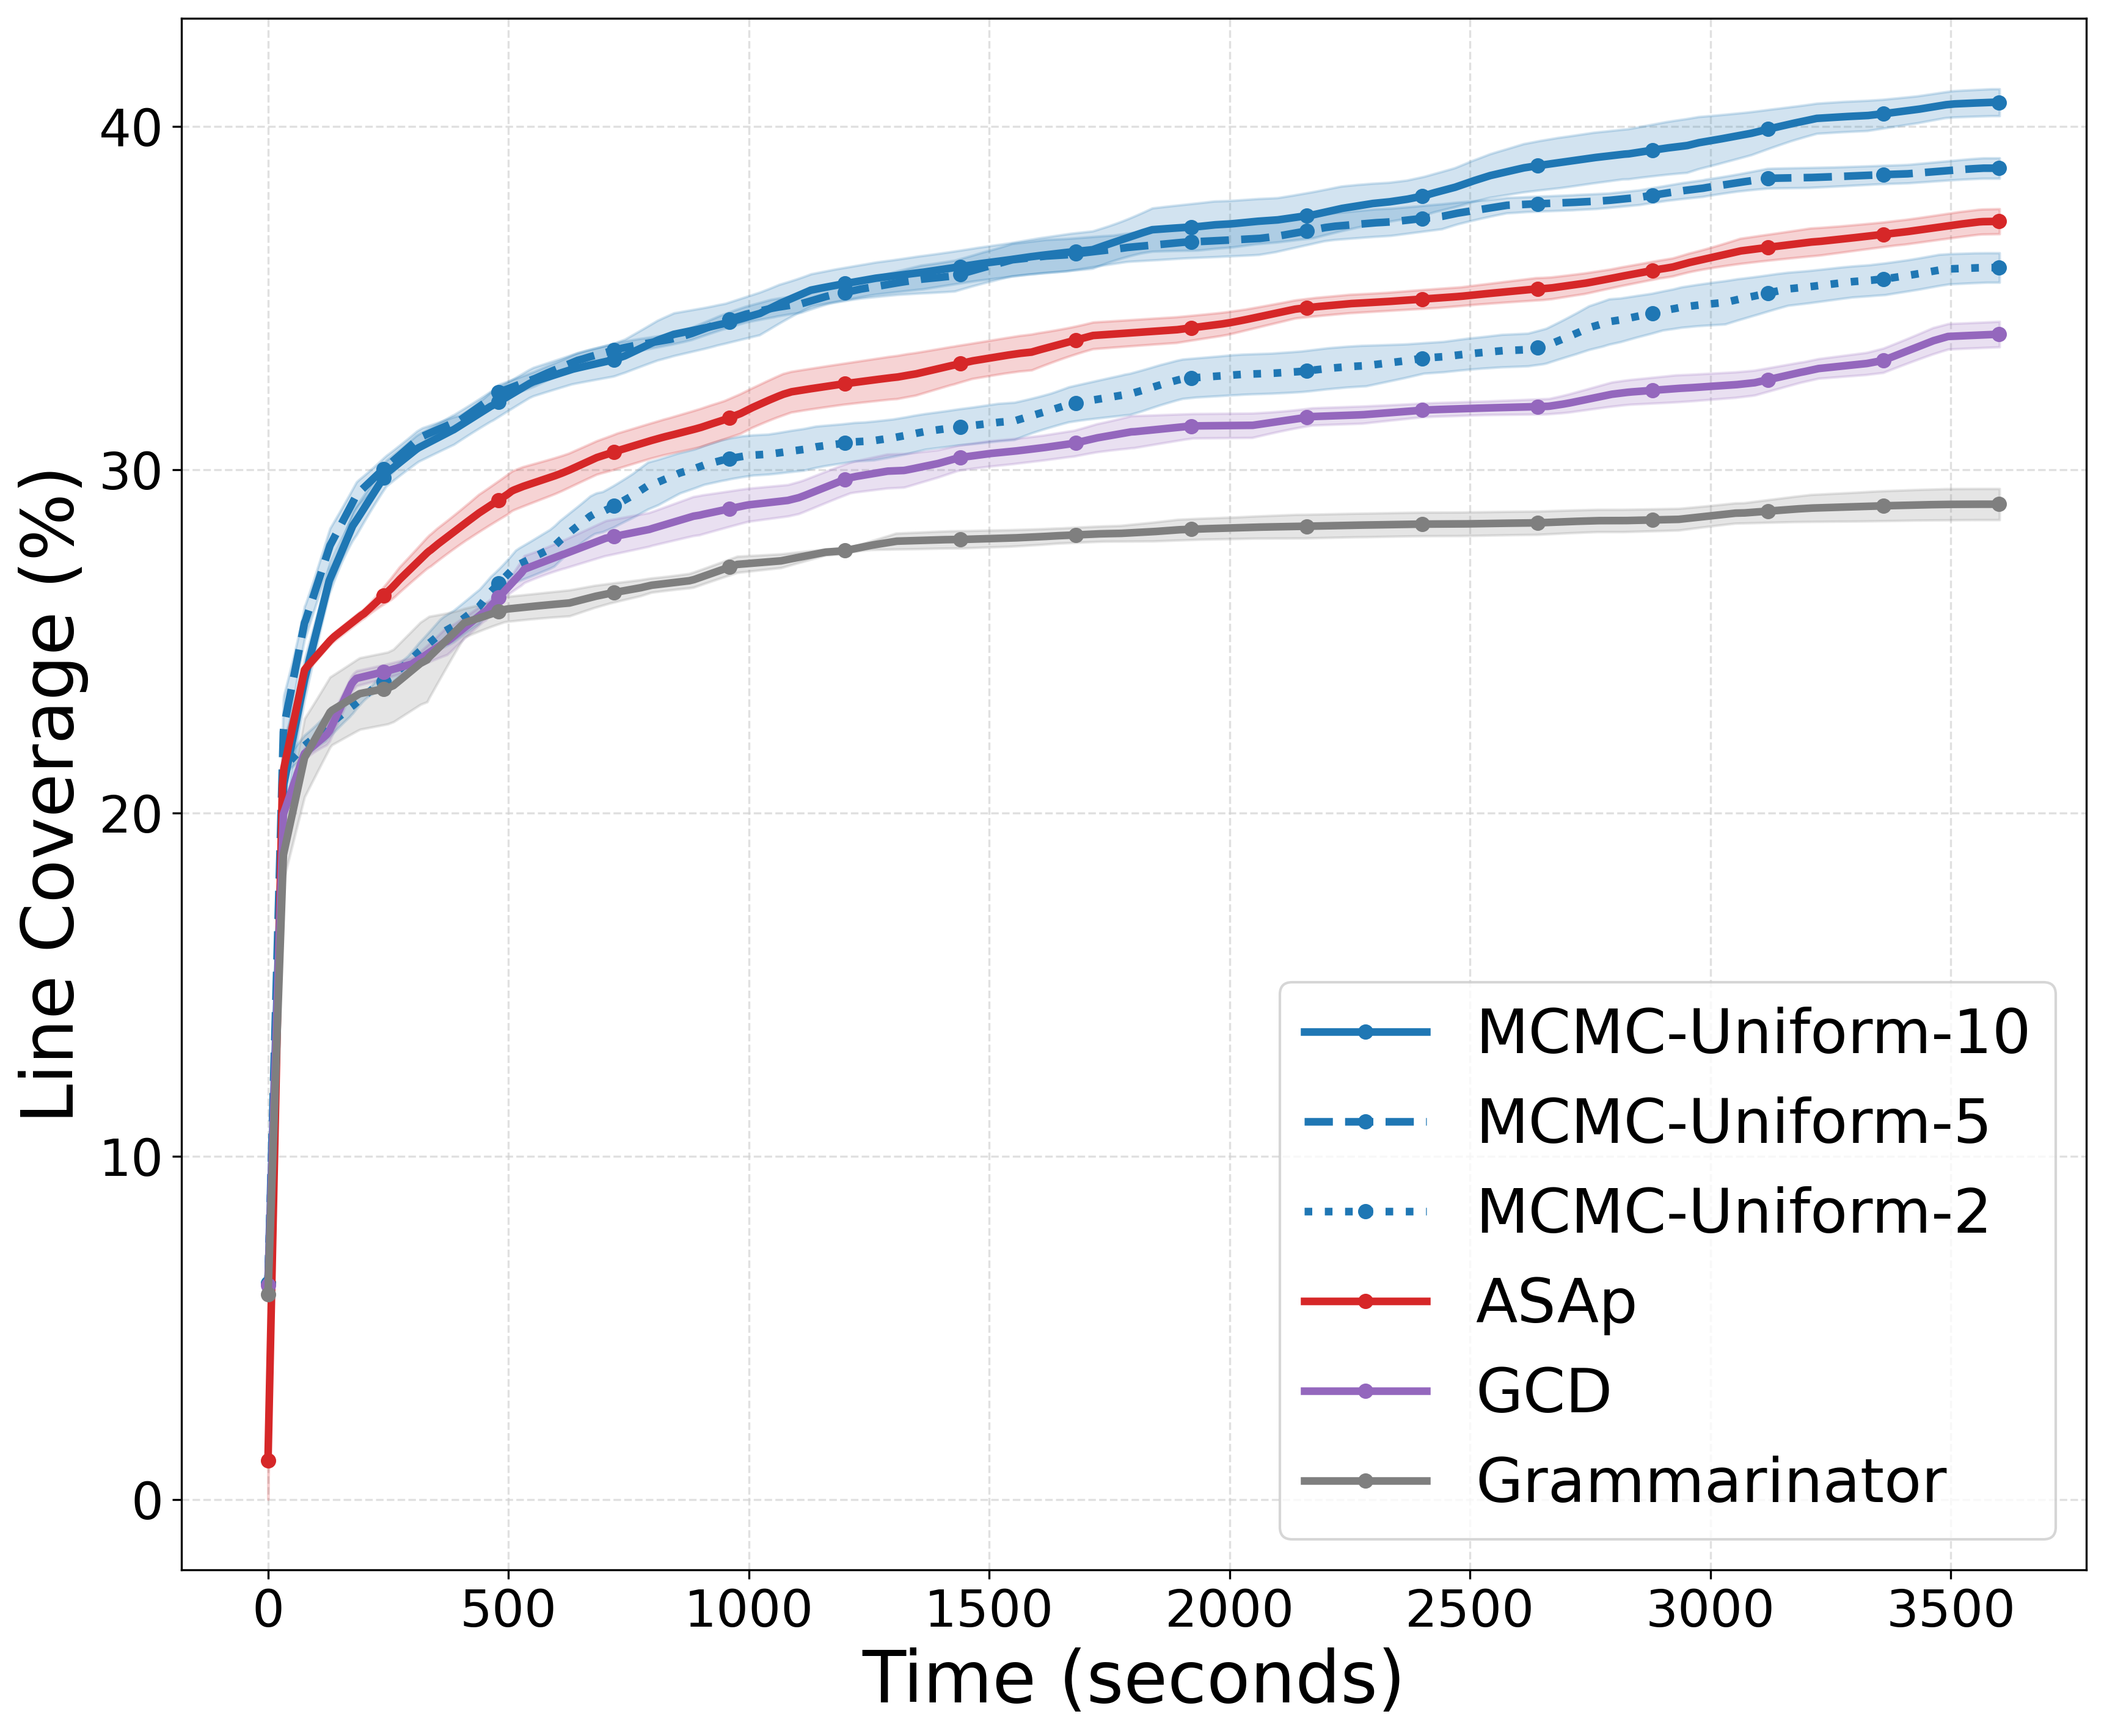 Line Coverage (%)
40
30
20
10
0
0 500 1000 1500 2000 2500 3000 3500
Time (seconds)
MCMC-Uniform-10
MCMC-Uniform-5
MCMC-Uniform-2
ASAp
GCD
Grammarinator